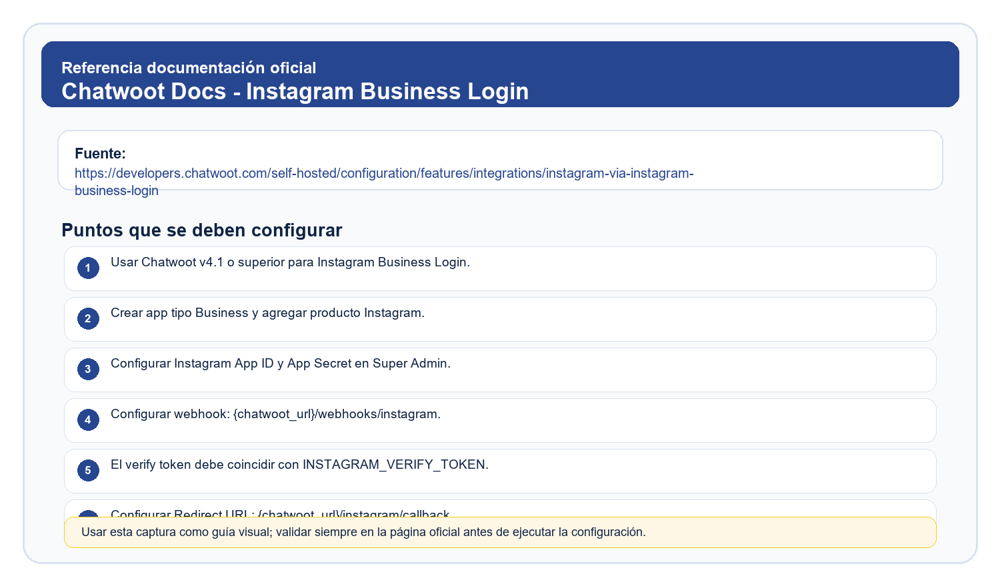 Referencia documentación oficial
Chatwoot Docs - Instagram Business Login
Fuente:
https://developers.chatwoot.com/self-hosted/configuration/features/integrations/instagram-via-instagram-
business-login
Puntos que se deben configurar
1 Usar Chatwoot v4.1 o superior para Instagram Business Login.
2 Crear app tipo Business y agregar producto Instagram.
3 Configurar Instagram App ID y App Secret en Super Admin.
4 Configurar webhook: {chatwoot_url}/webhooks/instagram.
5 El verify token debe coincidir con INSTAGRAM_VERIFY_TOKEN.
Configurar Redirect URL: {chatwoot_url}/instagram/callback.
Usar esta captura como guía visual; validar siempre en la página oficial antes de ejecutar la configuración.